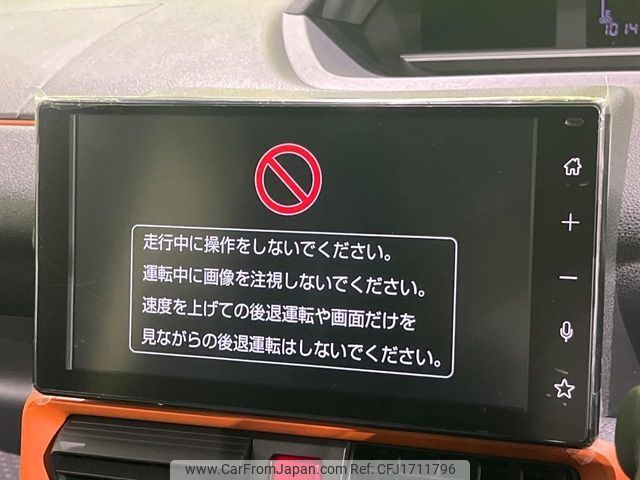 1014
走行中に操作をしないでください。
運転中に画像を注視しないでください。
速度を上げての後退運転や画面だけを
見ながらの後退運転はしないでください。
www.CarFromJapan.com Ref: CFJ1711796